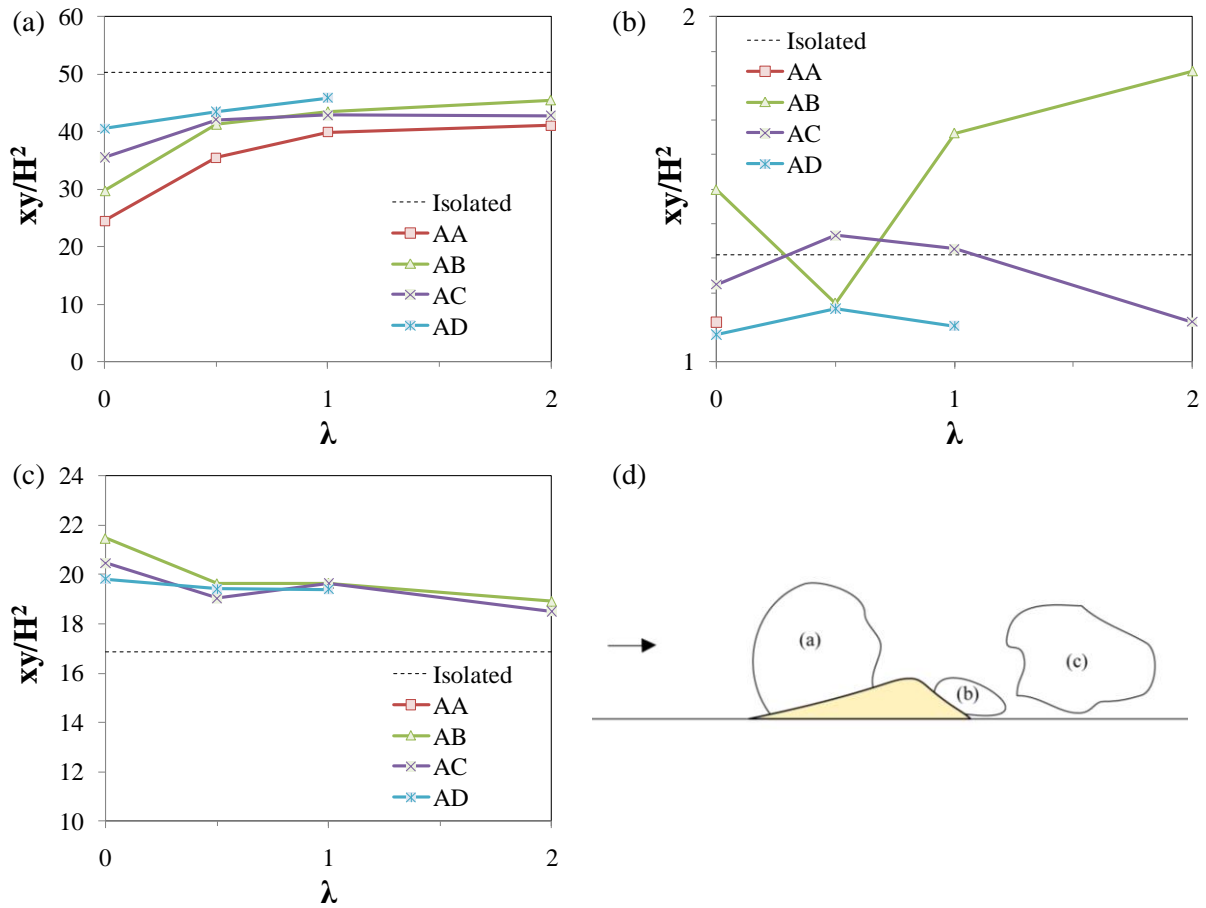 (a)
60
50
40
30
20
10
0
xy/H²
Isolated
AA
AB
AC
AD
0 1 2
λ
(b)
2
1
xy/H²
Isolated
AA
AB
AC
AD
0 1 2
λ
(c)
24
22
20
18
16
14
12
10
xy/H²
Isolated
AA
AB
AC
AD
0 1 2
λ
(d)
(a)
(b)
(c)